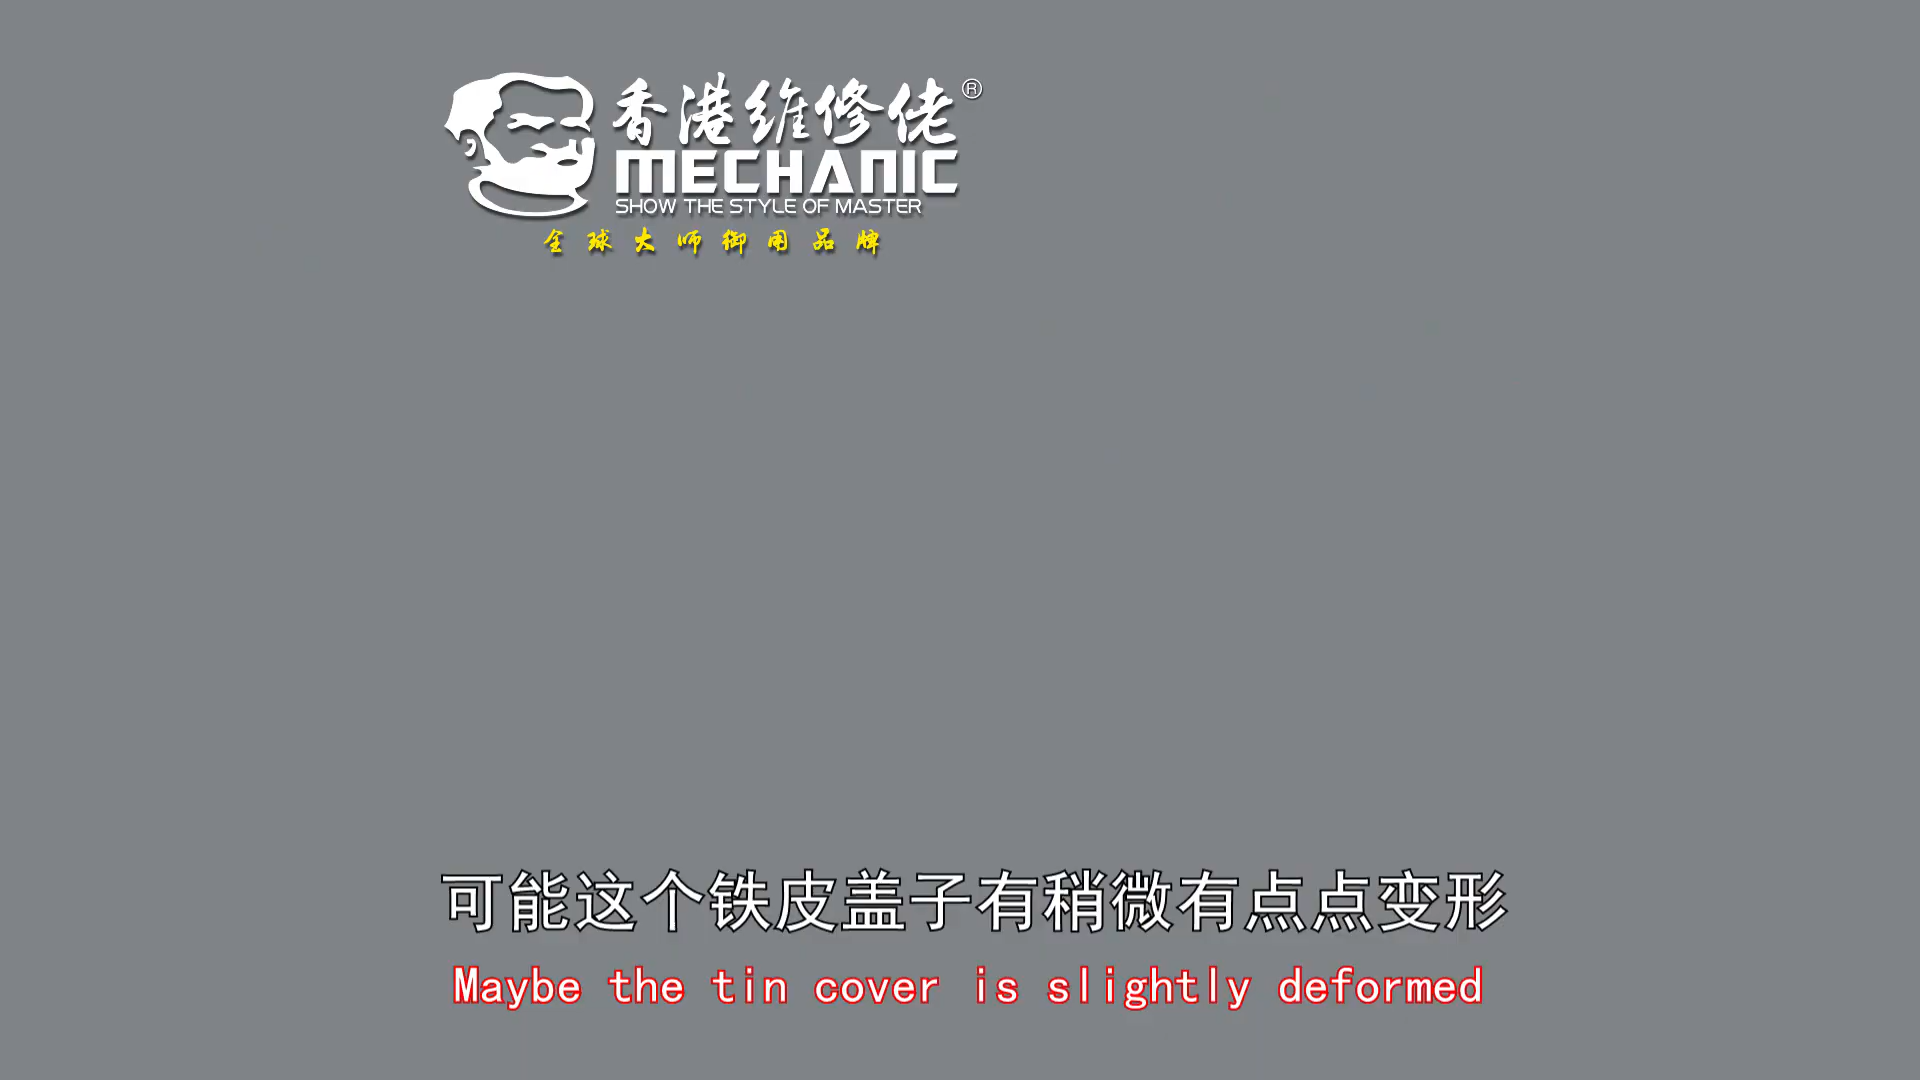 香港维修佬®
MECHANIC
SHOW THE STYLE OF MASTER
全球大师御用品牌
可能这个铁皮盖子有稍微有点点变形
Maybe the tin cover is slightly deformed